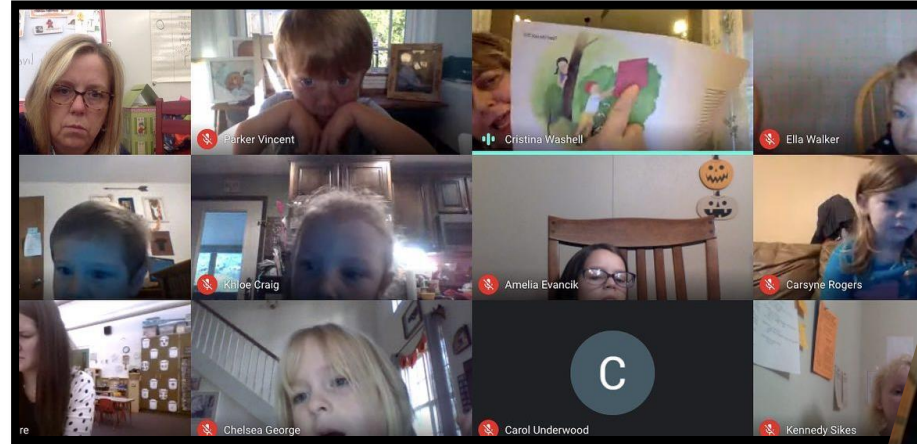 Parker Vincent
Cristina Washell
Ella Walker
Khloe Craig
Amelia Evancik
Carsyne Rogers
re
Chelsea George
C
Carol Underwood
Kennedy Sikes